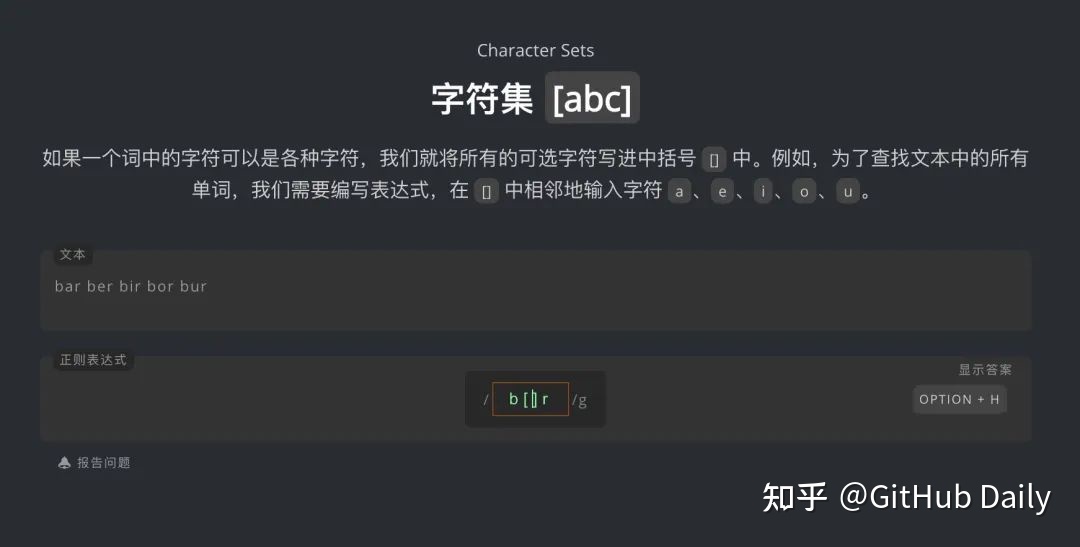 Character Sets
字符集 [abc]
如果一个词中的字符可以是各种字符，我们就将所有的可选字符写进中括号 [] 中。例如，为了查找文本中的所有
单词，我们需要编写表达式，在 [] 中相邻地输入字符 a、e、i、o、u。
文本
bar ber bir bor bur
正则表达式
显示答案
/ b[]r /g
OPTION + H
报告问题
知乎 @GitHub Daily